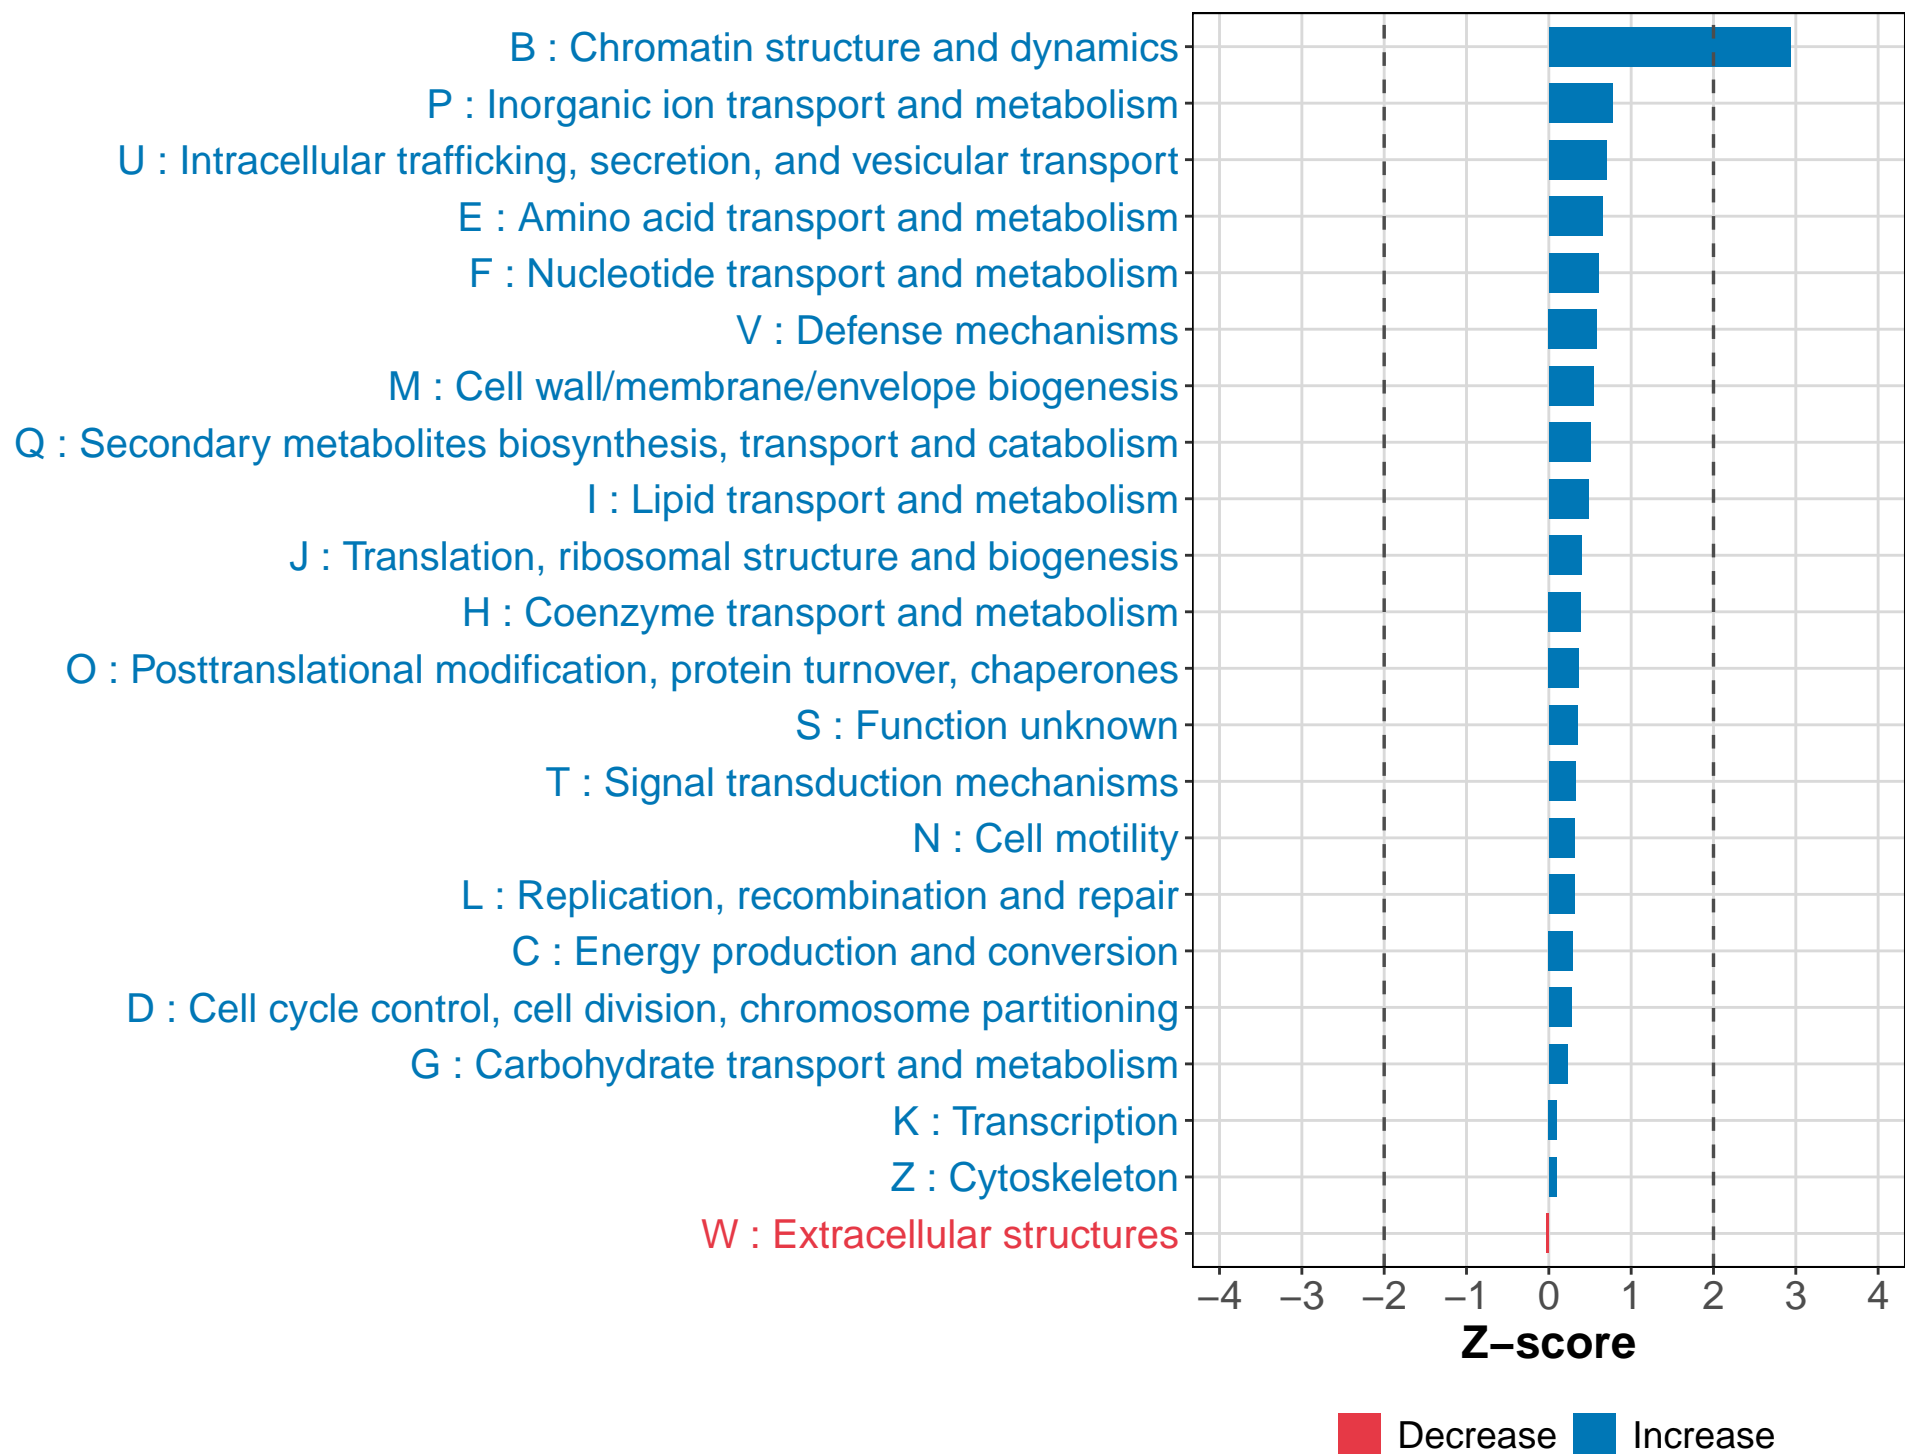 B : Chromatin structure and dynamics
P : Inorganic ion transport and metabolism
U : Intracellular trafficking, secretion, and vesicular transport
E : Amino acid transport and metabolism
F : Nucleotide transport and metabolism
V : Defense mechanisms
M : Cell wall/membrane/envelope biogenesis
Q : Secondary metabolites biosynthesis, transport and catabolism
I : Lipid transport and metabolism
J : Translation, ribosomal structure and biogenesis
H : Coenzyme transport and metabolism
O : Posttranslational modification, protein turnover, chaperones
S : Function unknown
T : Signal transduction mechanisms
N : Cell motility
L : Replication, recombination and repair
C : Energy production and conversion
D : Cell cycle control, cell division, chromosome partitioning
G : Carbohydrate transport and metabolism
K : Transcription
Z : Cytoskeleton
W : Extracellular structures
−4 −3 −2 −1 0 1 2 3 4
Z−score
Decrease Increase